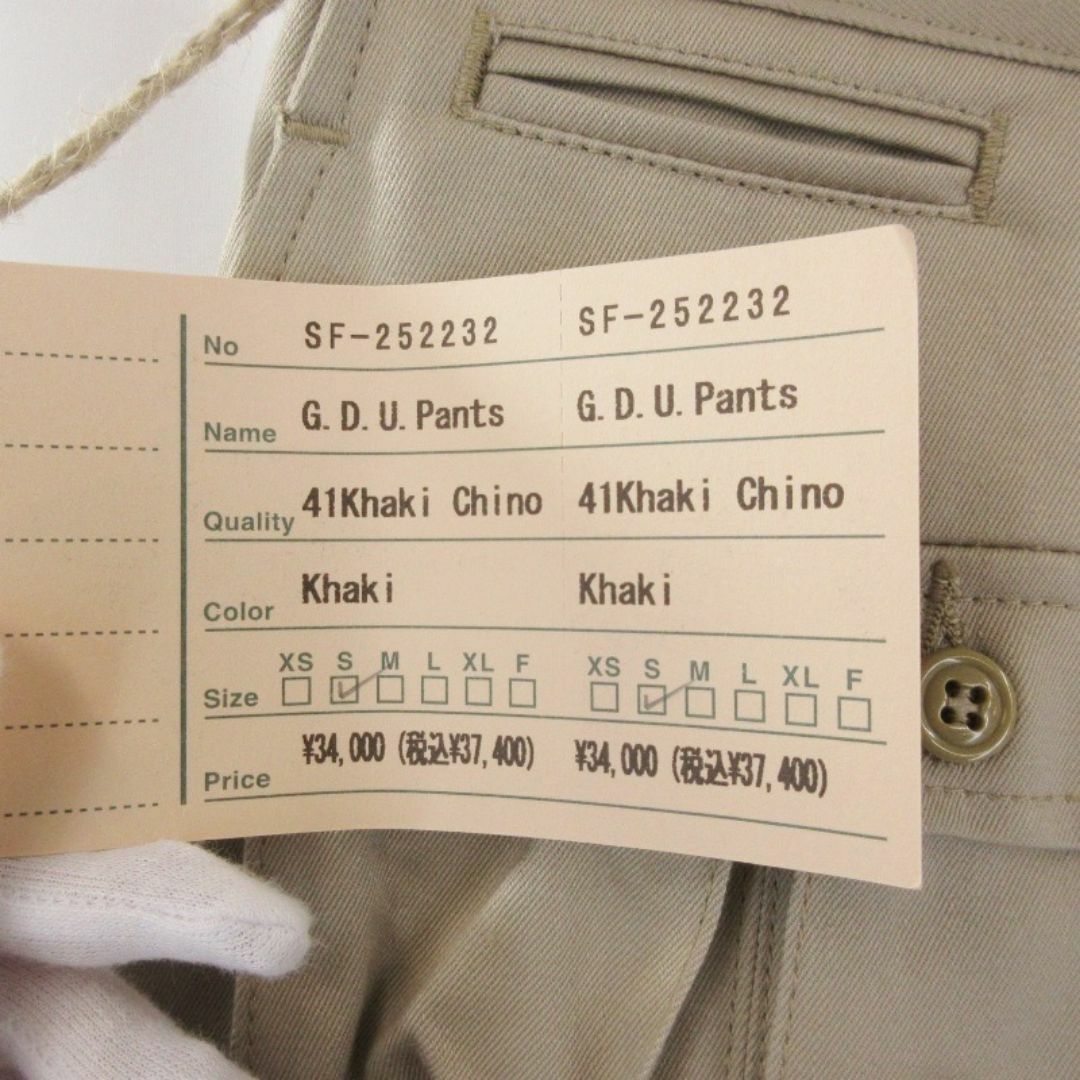 No SF-252232 SF-252232
Name G.D.U.Pants G.D.U.Pants
Quality 41Khaki Chino 41Khaki Chino
Color Khaki Khaki
XS S M L XL F XS S M L XL F
Size
Price ¥34,000 (税込¥37,400) ¥34,000 (税込¥37,400)